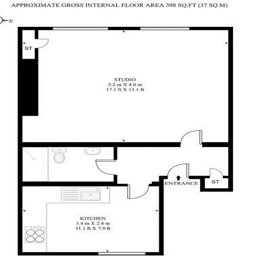 APPROXIMATE GROSS INTERNAL FLOOR AREA 398 SQ.FT (37 SQ.M)
ST
STUDIO
5.2 m X 4.0 m
17.1 ft X 13.1 ft
ENTRANCE
ST
KITCHEN
3.4 m X 2.4 m
11.1 ft X 7.9 ft